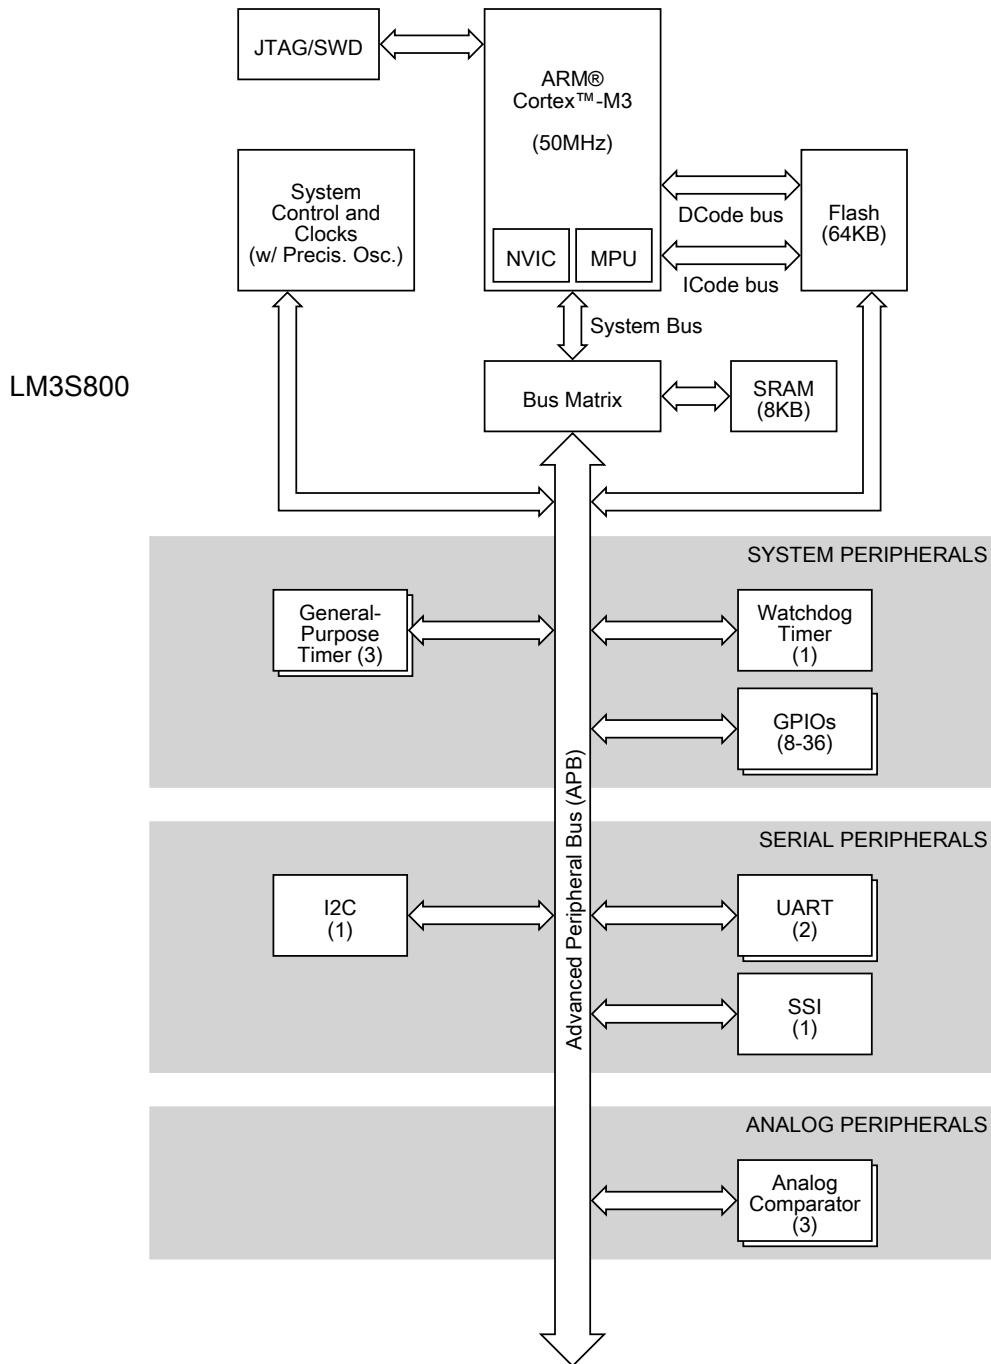 JTAG/SWD
ARM®
Cortex™-M3
(50MHz)
System
Control and
Clocks
(w/ Precis. Osc.)
DCode bus
Flash
(64KB)
NVIC
MPU
ICode bus
System Bus
LM3S800
Bus Matrix
SRAM
(8KB)
SYSTEM PERIPHERALS
General-
Purpose
Timer (3)
Watchdog
Timer
(1)
GPIOs
(8-36)
Advanced Peripheral Bus (APB)
SERIAL PERIPHERALS
I2C
(1)
UART
(2)
SSI
(1)
ANALOG PERIPHERALS
Analog
Comparator
(3)